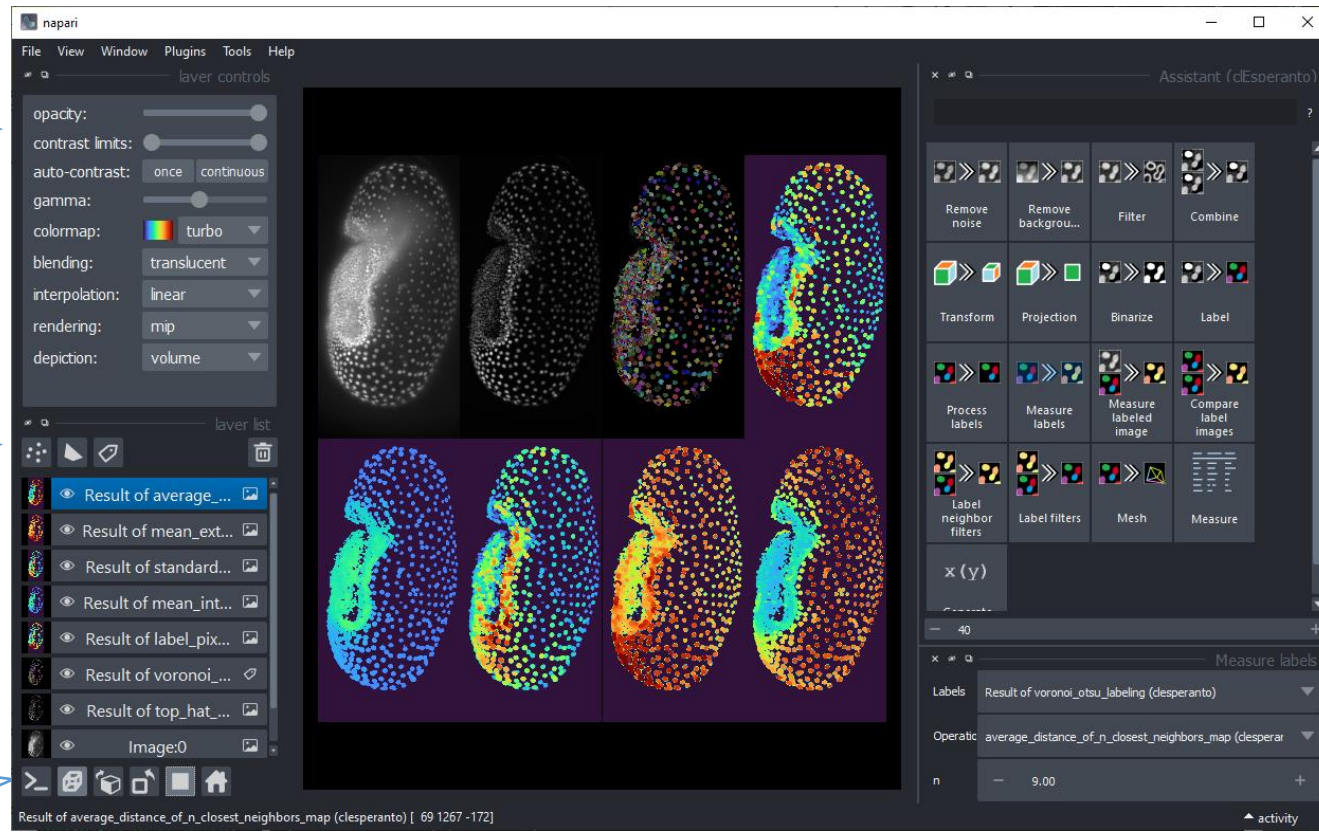 napari
File View Window Plugins Tools Help
layer controls
opacity:
contrast limits:
auto-contrast: once continuous
gamma:
colormap: turbo
blending: translucent
interpolation: linear
rendering: mip
depiction: volume
layer list
Result of average_...
Result of mean_ext...
Result of standard...
Result of mean_int...
Result of label_pix...
Result of voronoi_...
Result of top_hat_...
Image:0
Result of average_distance_of_n_closest_neighbors_map (clesperanto) [ 69 1267 -172]
Assistant (clEsperanto)
?
Remove noise
Remove backgrou...
Filter
Combine
Transform
Projection
Binarize
Label
Process labels
Measure labels
Measure labeled image
Compare label images
Label neighbor filters
Label filters
Mesh
Measure
x(y)
− 40 +
Measure labels
Labels Result of voronoi_otsu_labeling (clesperanto)
Operatic average_distance_of_n_closest_neighbors_map (clesperar
n − 9.00 +
activity